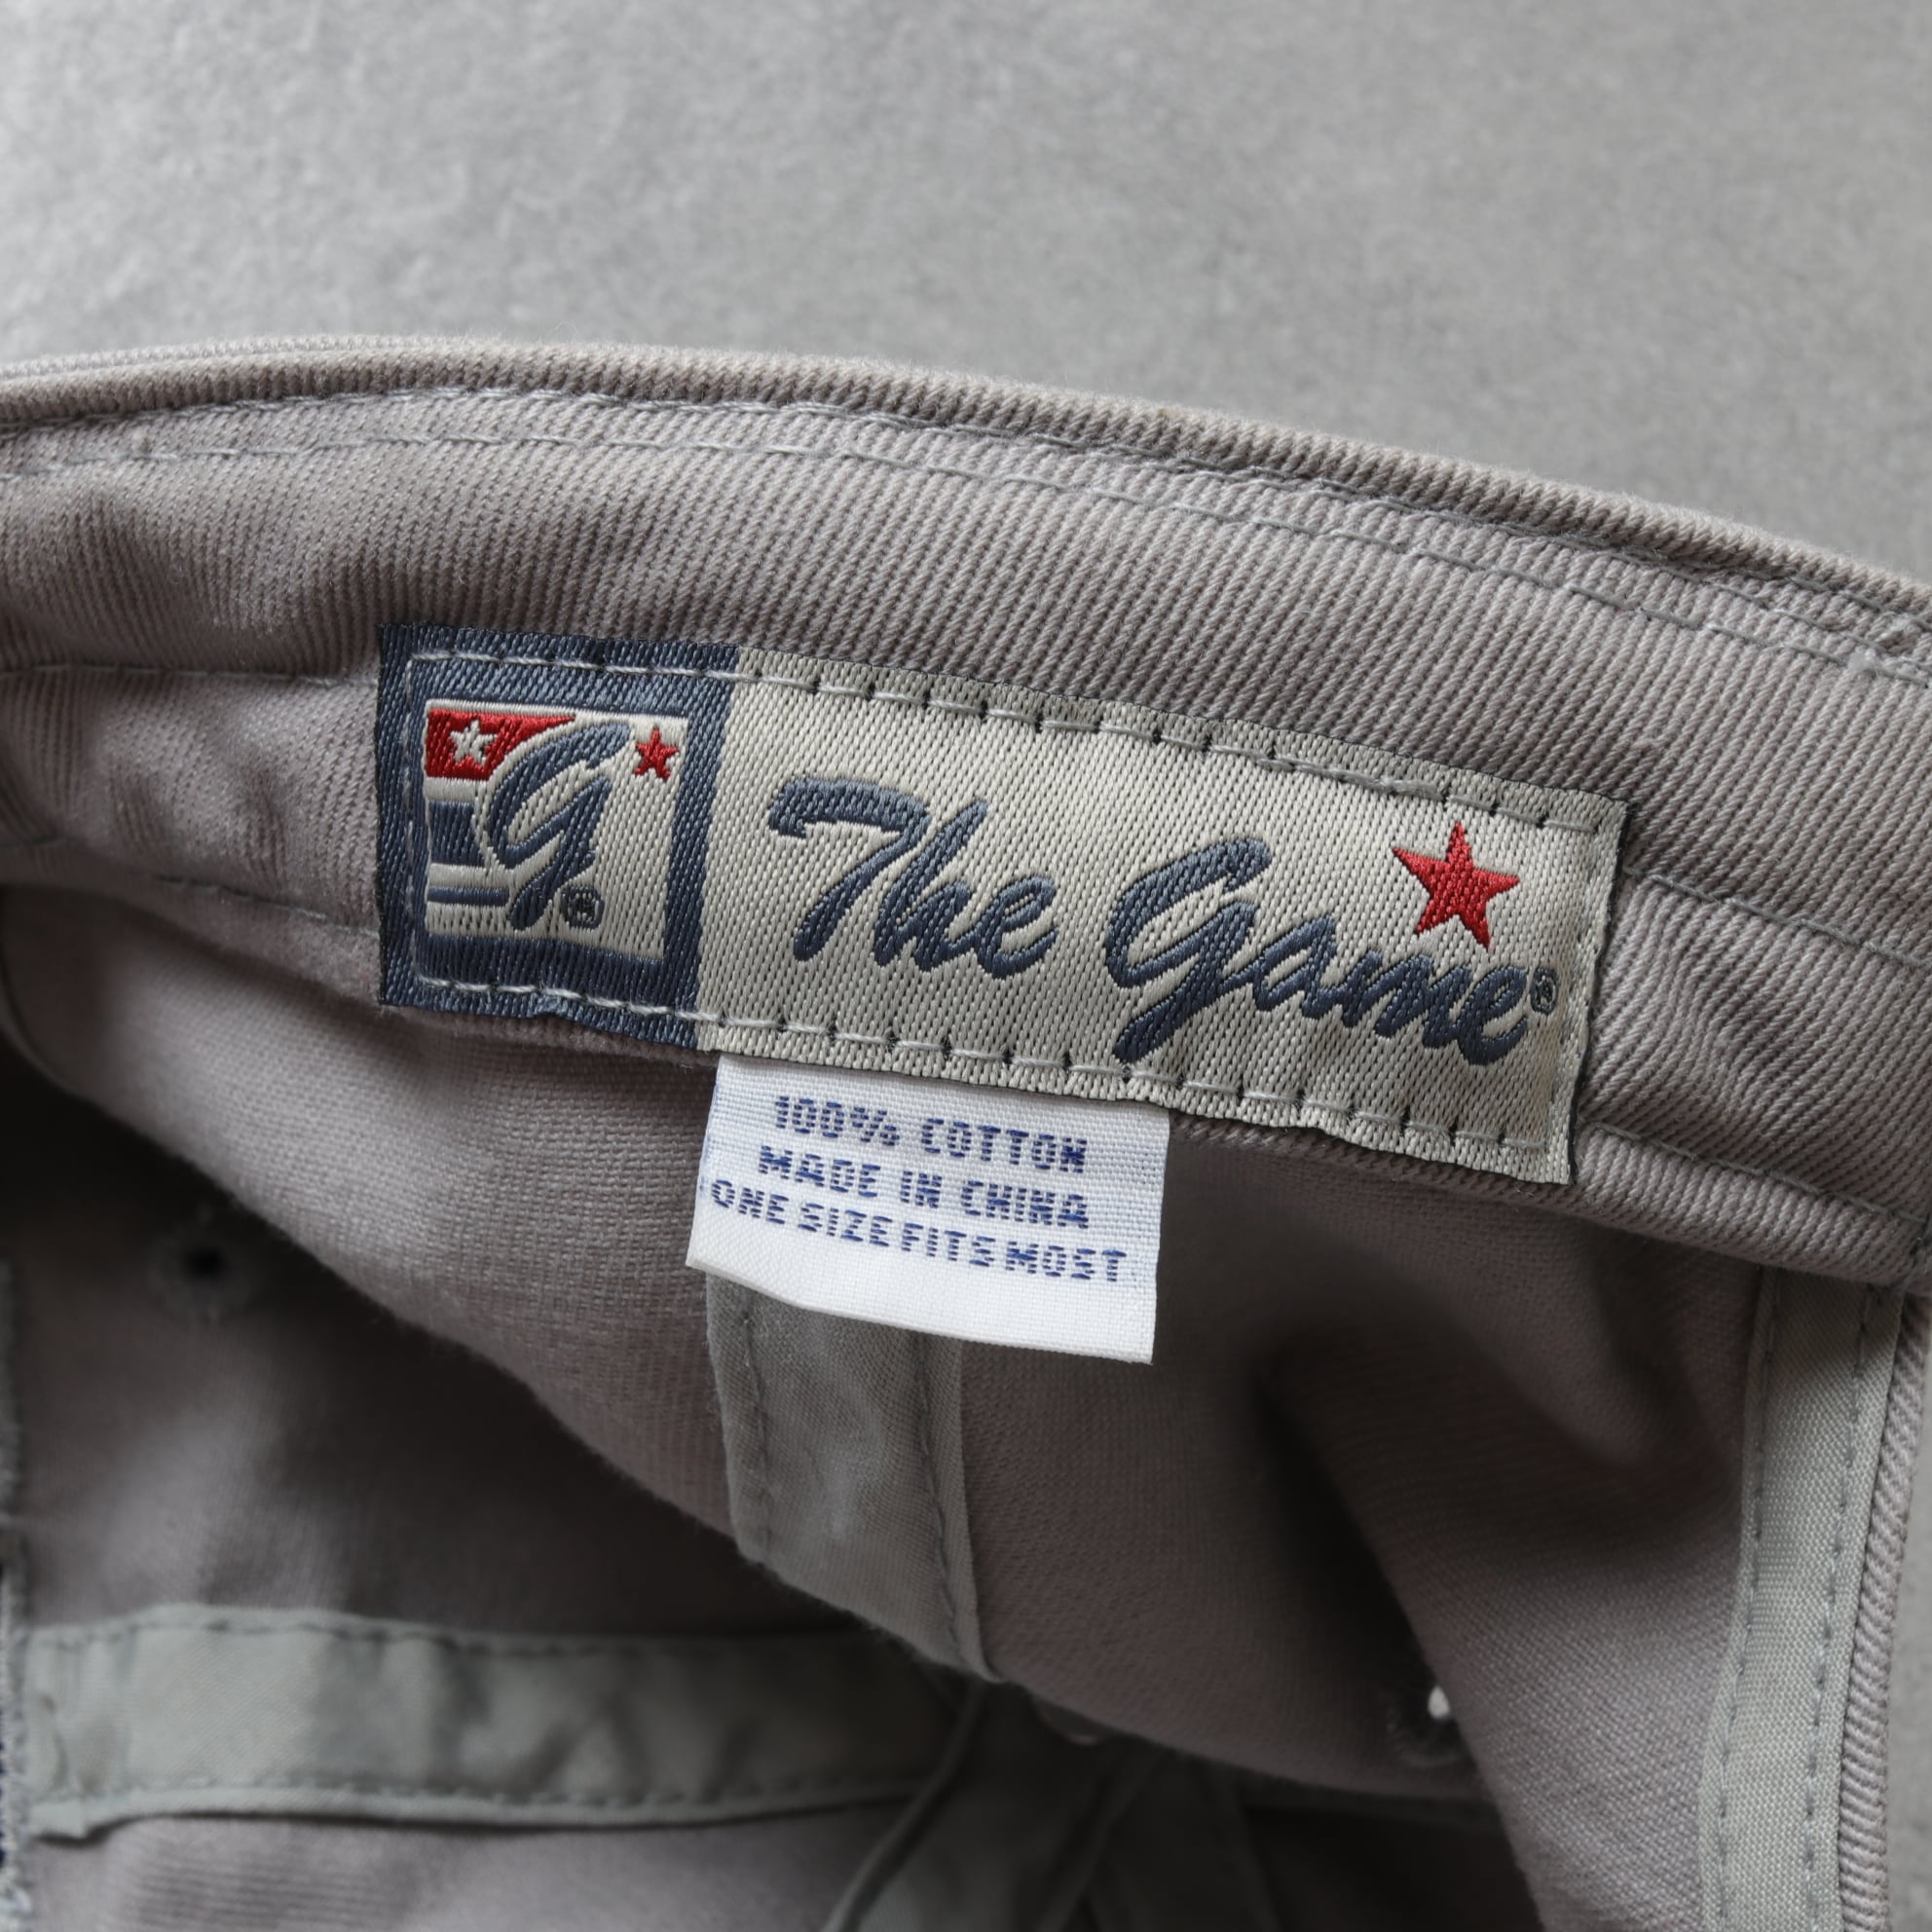 G®
The Game®
100% COTTON
MADE IN CHINA
ONE SIZE FITS MOST